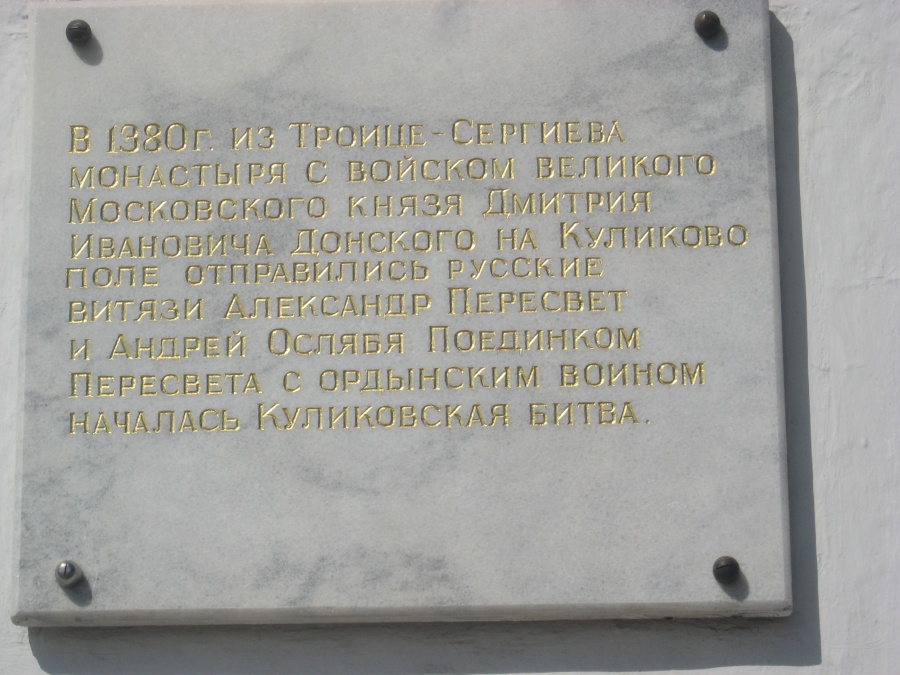 В 1380г. из Троице-Сергиева
монастыря с войском великого
Московского князя Дмитрия
Ивановича Донского на Куликово
поле отправились русские
витязи Александр Пересвет
и Андрей Ослябя Поединком
Пересвета с ордынским воином
началась Куликовская битва.